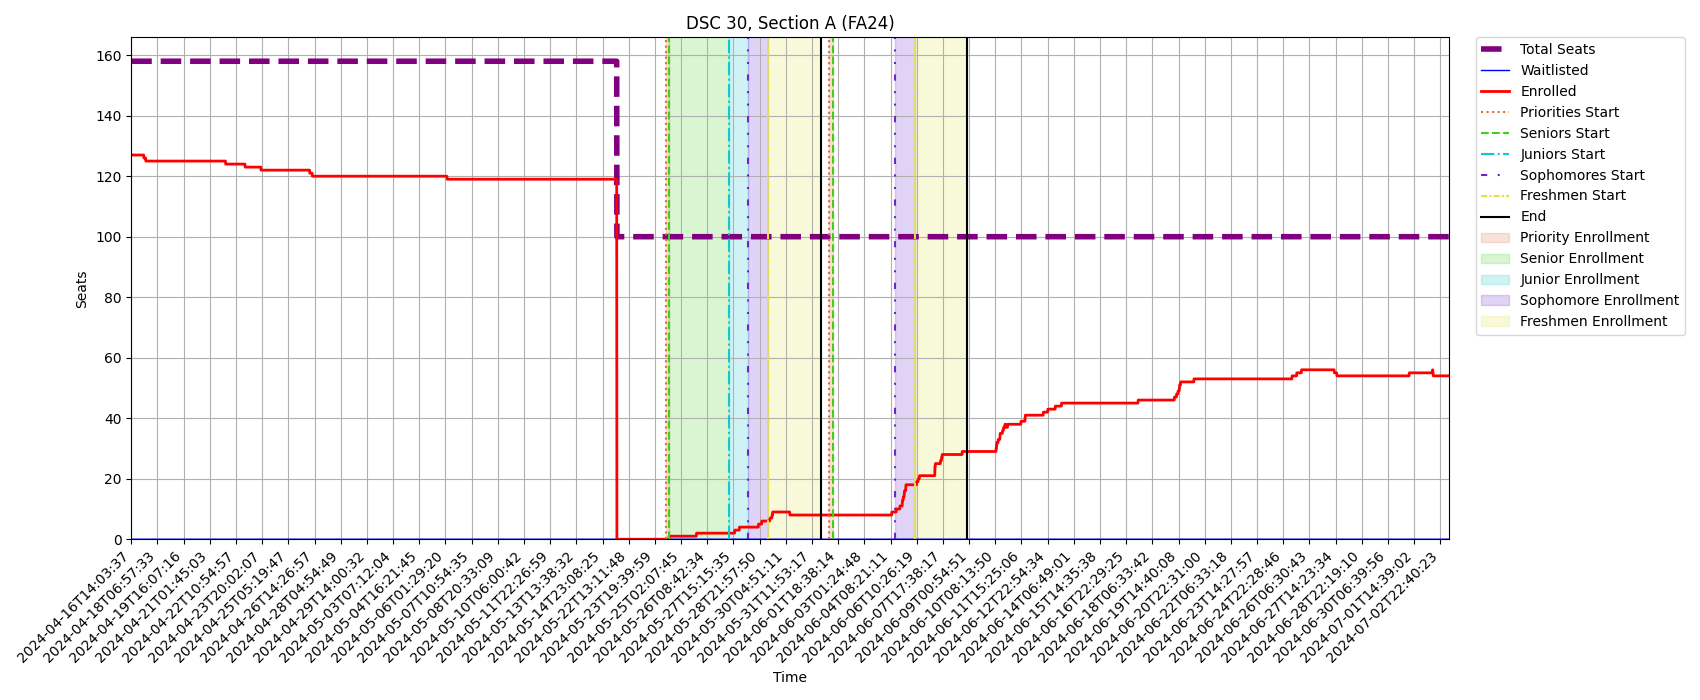 DSC 30, Section A (FA24)
160
140
120
100
80
60
40
20
0
Seats
2024-04-16T14:03:37
2024-04-18T06:57:33
2024-04-19T16:07:16
2024-04-21T01:45:03
2024-04-22T10:54:57
2024-04-23T20:02:07
2024-04-25T05:19:47
2024-04-26T14:26:57
2024-04-28T04:54:49
2024-04-29T14:00:32
2024-05-03T07:12:04
2024-05-04T16:21:45
2024-05-06T01:29:20
2024-05-07T10:54:35
2024-05-08T20:33:09
2024-05-10T06:00:42
2024-05-11T22:26:59
2024-05-13T13:38:32
2024-05-14T23:08:25
2024-05-22T13:11:48
2024-05-23T19:39:59
2024-05-25T02:07:45
2024-05-26T08:42:34
2024-05-27T15:15:35
2024-05-28T21:57:50
2024-05-30T04:51:11
2024-05-31T11:53:17
2024-06-01T18:38:14
2024-06-03T01:24:48
2024-06-04T08:21:11
2024-06-06T10:26:19
2024-06-07T17:38:17
2024-06-09T00:54:51
2024-06-10T08:13:50
2024-06-11T15:25:06
2024-06-12T22:54:34
2024-06-14T06:49:01
2024-06-15T14:35:38
2024-06-16T22:29:25
2024-06-18T06:33:42
2024-06-19T14:40:08
2024-06-20T22:31:00
2024-06-22T06:33:18
2024-06-23T14:27:57
2024-06-24T22:28:46
2024-06-26T06:30:43
2024-06-27T14:23:34
2024-06-28T22:19:10
2024-06-30T06:39:56
2024-07-01T14:39:02
2024-07-02T22:40:23
Time
Total Seats
Waitlisted
Enrolled
Priorities Start
Seniors Start
Juniors Start
Sophomores Start
Freshmen Start
End
Priority Enrollment
Senior Enrollment
Junior Enrollment
Sophomore Enrollment
Freshmen Enrollment